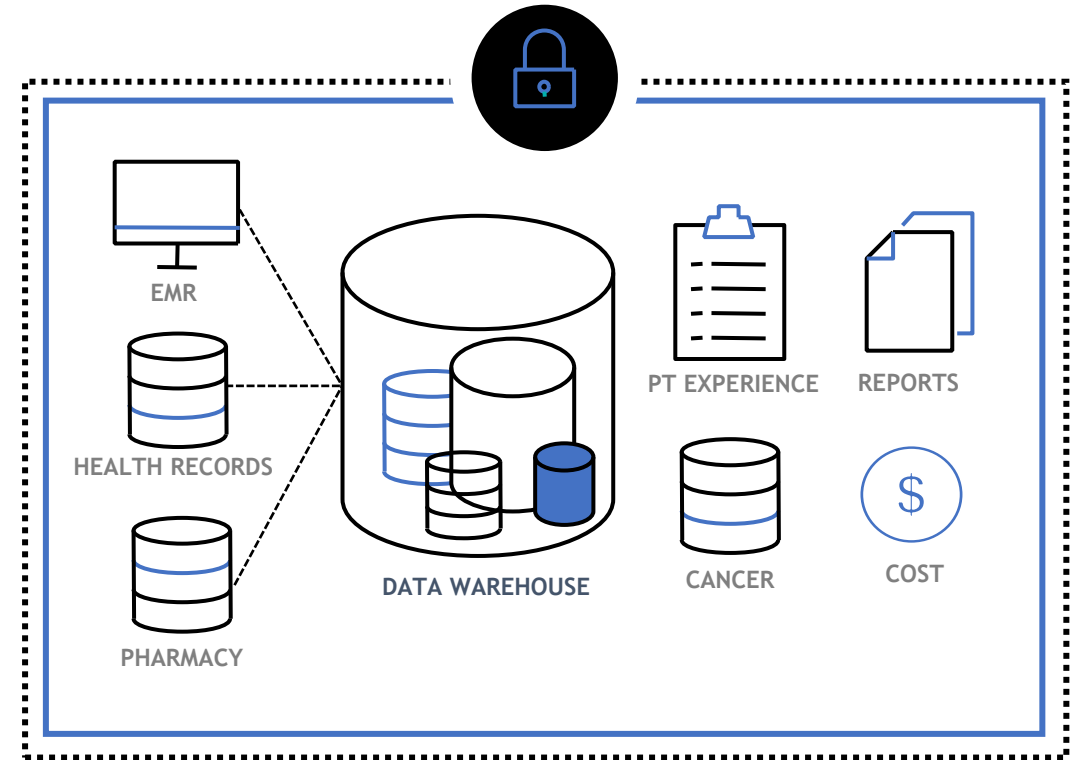 EMR
HEALTH RECORDS
PHARMACY
DATA WAREHOUSE
PT EXPERIENCE
REPORTS
CANCER
$
COST